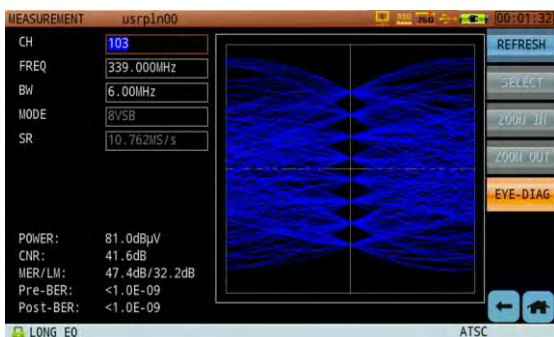 MEASUREMENT usrpln00 750 00:01:32
CH 103 REFRESH
FREQ 339.000MHz
BW 6.00MHz SELECT
MODE 8VSB ZOOM IN
SR 10.762MS/s ZOOM OUT
EYE-DIAG
POWER: 81.0dBµV
CNR: 41.6dB
MER/LM: 47.4dB/32.2dB
Pre-BER: <1.0E-09
Post-BER: <1.0E-09
LONG EQ ATSC